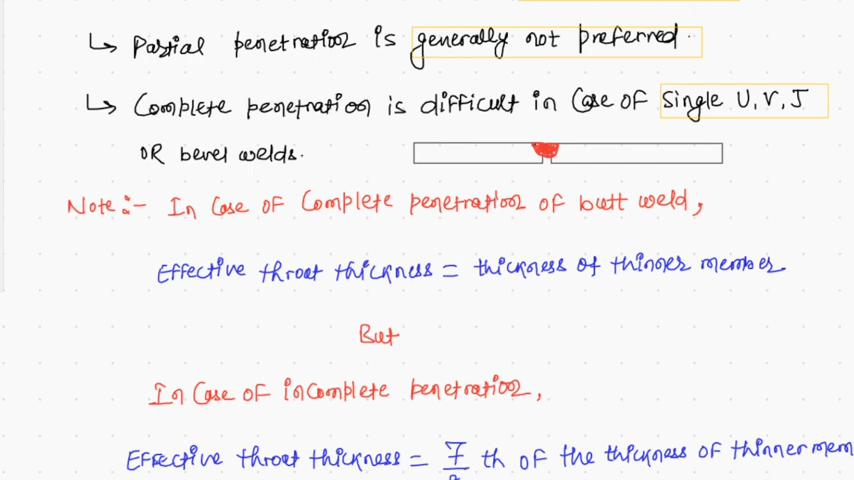 ↳ Partial penetration is generally not preferred.
↳ Complete penetration is difficult in Case of Single U, V, J
OR bevel welds.
Note:- In Case of Complete penetration of butt weld,
Effective throat thickness = thickness of thinner member
But
In Case of incomplete penetration,
Effective throat thickness = 7 th of the thickness of thinner mem